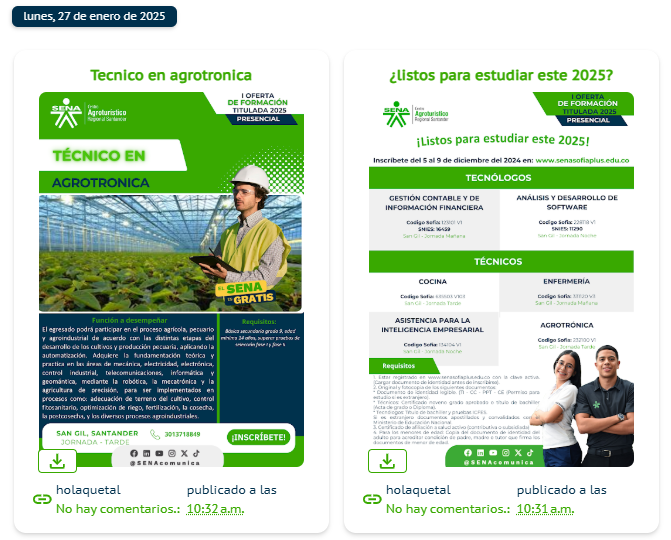 lunes, 27 de enero de 2025
Tecnico en agrotronica
SENA
Centro
Agroturístico
Regional Santander
I OFERTA
DE FORMACIÓN
TITULADA 2025
PRESENCIAL
TÉCNICO EN
AGROTRONICA
EL SENA
ES GRATIS
Función a desempeñar
El egresado podrá participar en el proceso agrícola, pecuario
y agroindustrial de acuerdo con las distintas etapas del
desarrollo de los cultivos y producción pecuaria, aplicando la
automatización. Adquiere la fundamentación teórica y
practica en las áreas de mecánica, electricidad, electrónica,
control industrial, telecomunicaciones, informática y
geomántica, mediante la robótica, la mecatrónica y la
agricultura de precisión, para ser implementados en
procesos como: adecuación de terreno del cultivo, control
fitosanitario, optimización de riego, fertilización, la cosecha,
la postcosecha, y los diversos procesos agroindustriales.
Requisitos:
Básica secundaria grado 9, edad
mínima 14 años, superar pruebas de
selección fase I y fase II.
SAN GIL, SANTANDER
JORNADA - TARDE
3013718849
¡INSCRÍBETE!
@SENAcomunica
holaquetal
publicado a las
No hay comentarios.: 10:32 a.m.
¿listos para estudiar este 2025?
SENA
Centro
Agroturístico
Regional Santander
I OFERTA
DE FORMACIÓN
TITULADA 2025
PRESENCIAL
¡Listos para estudiar este 2025!
Inscríbete del 5 al 9 de diciembre del 2024 en: www.senasofiaplus.edu.co
TECNÓLOGOS
GESTIÓN CONTABLE Y DE
INFORMACIÓN FINANCIERA
Codigo Sofia:
SNIES: 16459
San Gil - Jornada Mañana
ANÁLISIS Y DESARROLLO DE
SOFTWARE
Codigo Sofia: 228118 V1
SNIES: 11290
San Gil - Jornada Noche
TÉCNICOS
COCINA
Codigo Sofia:
San Gil - Jornada Tarde
ENFERMERÍA
Codigo Sofia:
San Gil - Jornada Mañana
ASISTENCIA PARA LA
INTELIGENCIA EMPRESARIAL
Codigo Sofia: 134104 V1
San Gil - Jornada Noche
AGROTRÓNICA
Codigo Sofia:
San Gil - Jornada Tarde
Requisitos
@SENAcomunica
holaquetal
publicado a las
No hay comentarios.: 10:31 a.m.